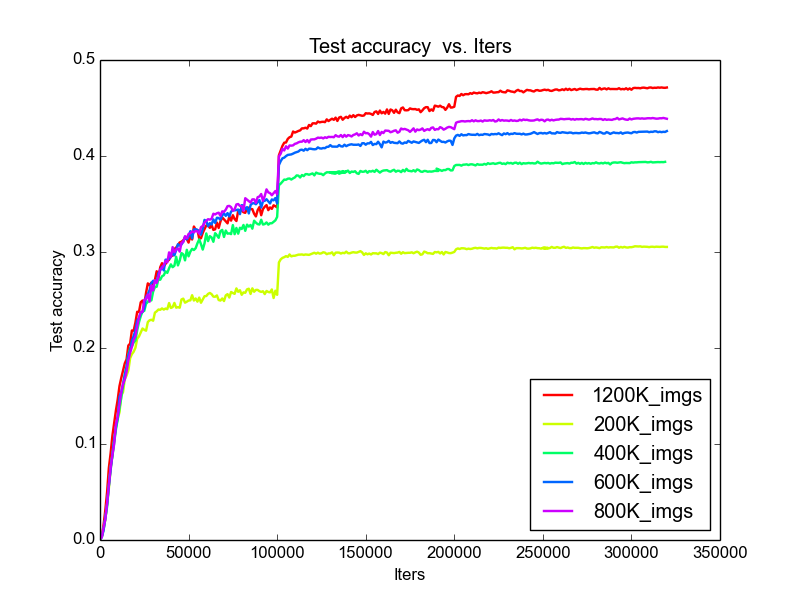 Test accuracy vs. Iters
0.5
0.4
0.3
0.2
0.1
0.0
Test accuracy
0 50000 100000 150000 200000 250000 300000 350000
Iters
1200K_imgs
200K_imgs
400K_imgs
600K_imgs
800K_imgs